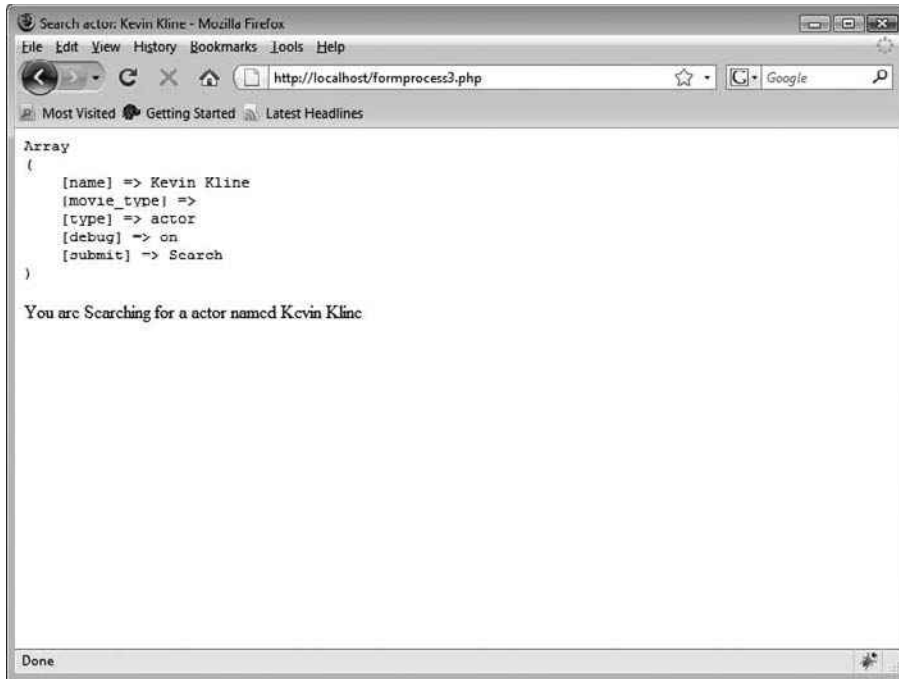 Search actor: Kevin Kline - Mozilla Firefox
File Edit View History Bookmarks Tools Help
http://localhost/formprocess3.php
G Google
Most Visited Getting Started Latest Headlines
Array
(
[name] => Kevin Kline
[movie_type] =>
[type] => actor
[debug] => on
[submit] => Search
)
You are Searching for a actor named Kevin Kline
Done